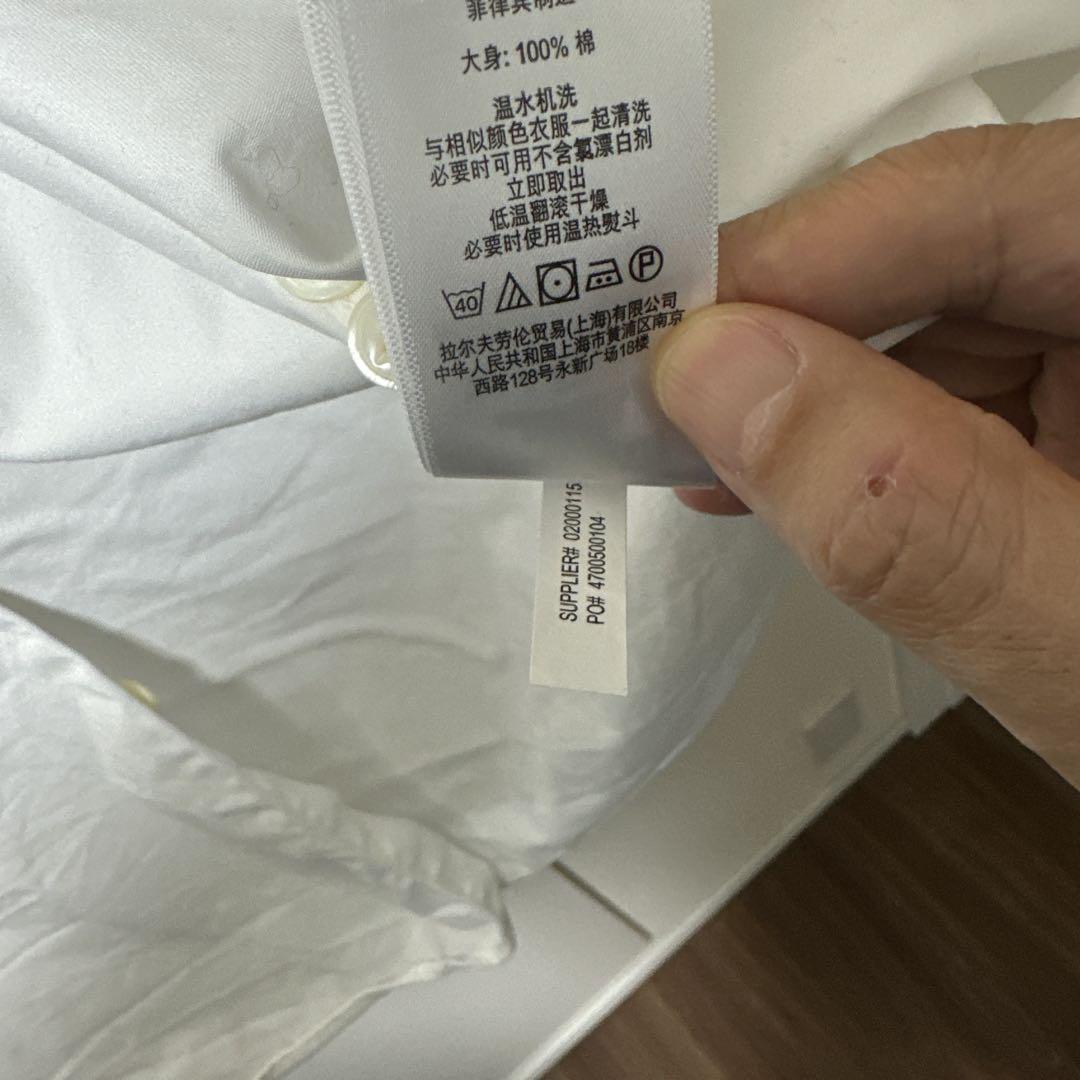 菲律宾制造
大身: 100% 棉
温水机洗
与相似颜色衣服一起清洗
必要时可用不含氯漂白剂
立即取出
低温翻滚干燥
必要时使用温热熨斗
40 P
拉尔夫劳伦贸易(上海)有限公司
中华人民共和国上海市黄浦区南京
西路128号永新广场18楼
SUPPLIER# 02000115
PO# 4700500104